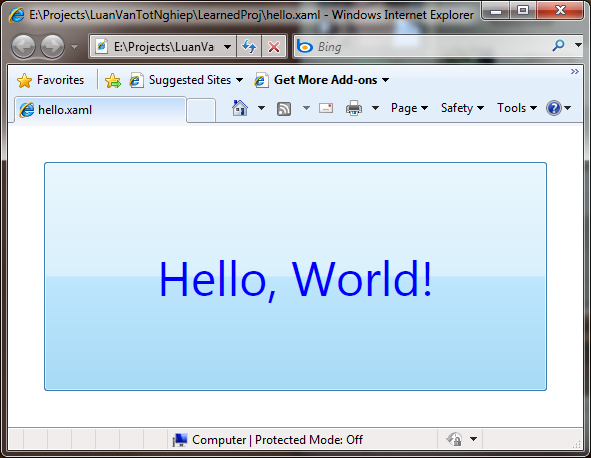 E:\Projects\LuanVanTotNghiep\LearnedProj\hello.xaml - Windows Internet Explorer
E:\Projects\LuanVa
Bing
Favorites Suggested Sites Get More Add-ons
hello.xaml Page Safety Tools
Hello, World!
Computer | Protected Mode: Off